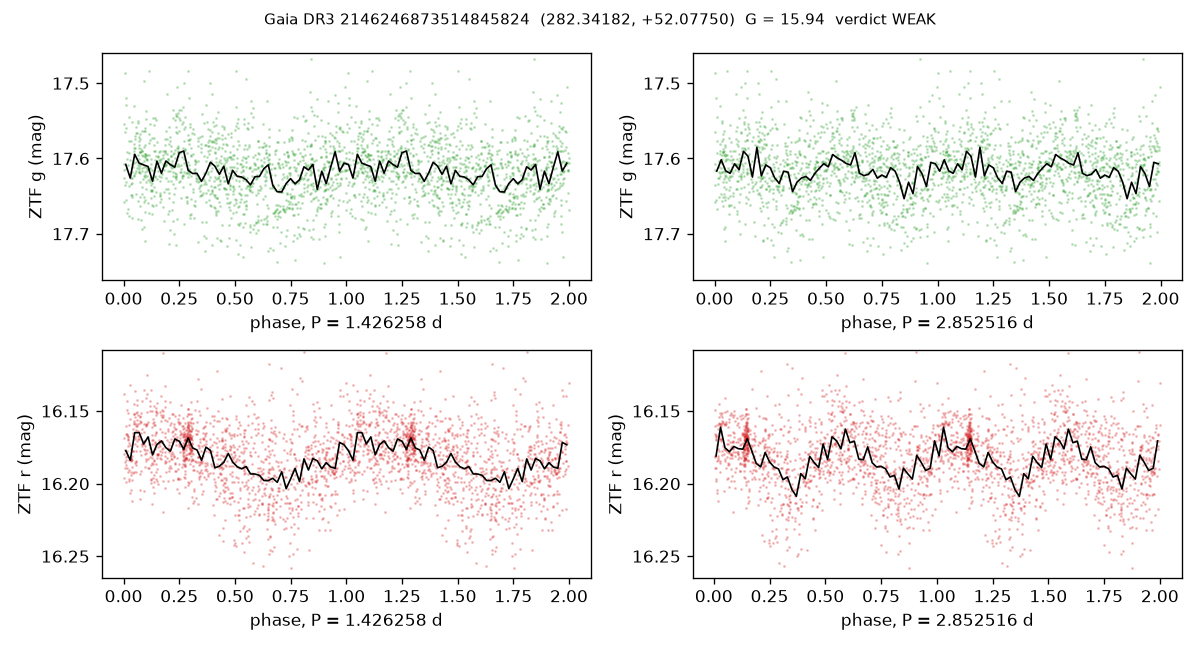 Gaia DR3 2146246873514845824  (282.34182, +52.07750)  G = 15.94  verdict WEAK
ZTF g (mag)
17.5
17.6
17.7
0.00 0.25 0.50 0.75 1.00 1.25 1.50 1.75 2.00
phase, P = 1.426258 d
ZTF g (mag)
17.5
17.6
17.7
0.00 0.25 0.50 0.75 1.00 1.25 1.50 1.75 2.00
phase, P = 2.852516 d
ZTF r (mag)
16.15
16.20
16.25
0.00 0.25 0.50 0.75 1.00 1.25 1.50 1.75 2.00
phase, P = 1.426258 d
ZTF r (mag)
16.15
16.20
16.25
0.00 0.25 0.50 0.75 1.00 1.25 1.50 1.75 2.00
phase, P = 2.852516 d